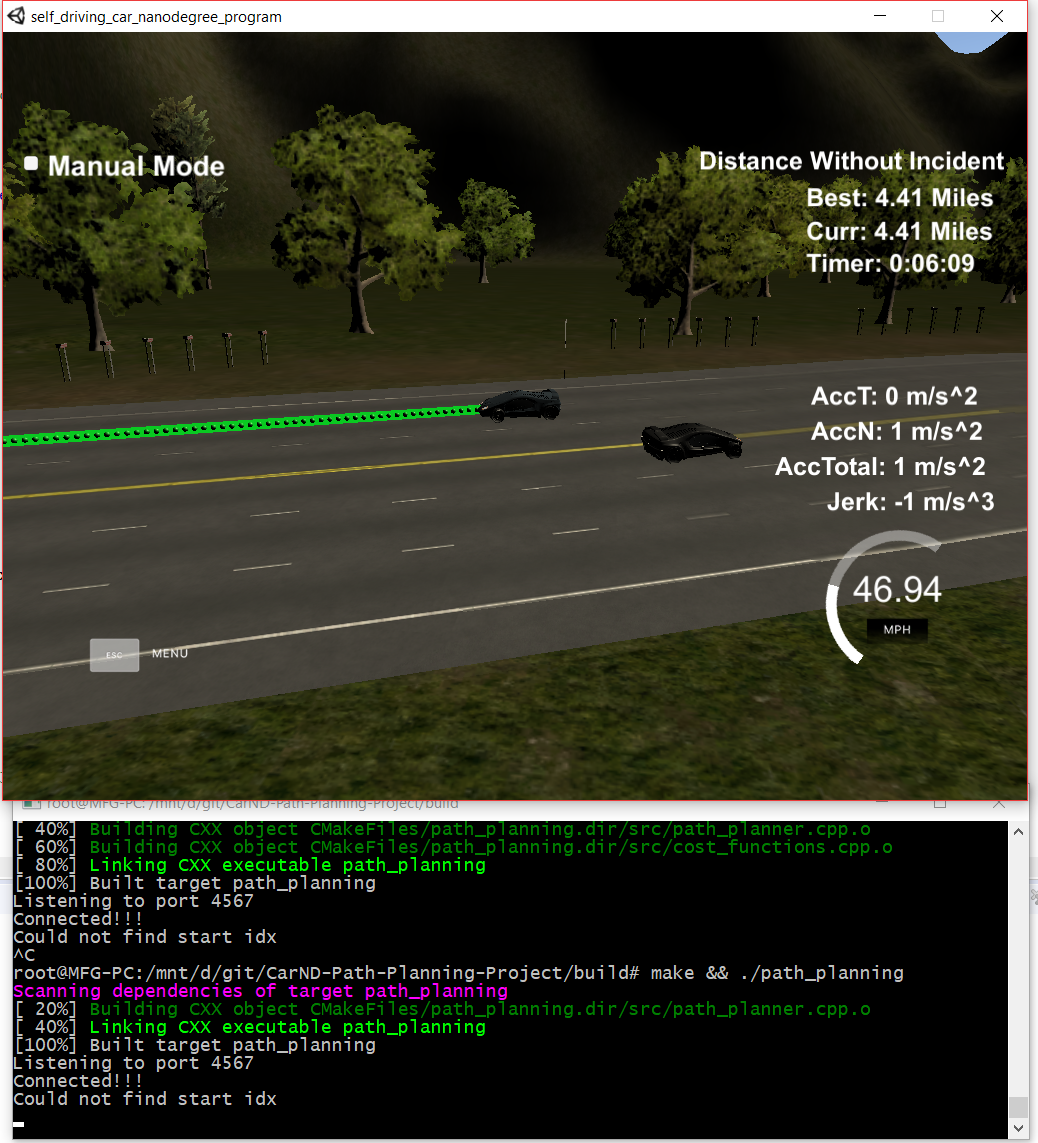 self_driving_car_nanodegree_program
Manual Mode
Distance Without Incident
Best: 4.41 Miles
Curr: 4.41 Miles
Timer: 0:06:09
AccT: 0 m/s^2
AccN: 1 m/s^2
AccTotal: 1 m/s^2
Jerk: -1 m/s^3
46.94
MPH
ESC MENU
root@MFG-PC: /mnt/d/git/CarND-Path-Planning-Project/build
[ 40%] Building CXX object CMakeFiles/path_planning.dir/src/path_planner.cpp.o
[ 60%] Building CXX object CMakeFiles/path_planning.dir/src/cost_functions.cpp.o
[ 80%] Linking CXX executable path_planning
[100%] Built target path_planning
Listening to port 4567
Connected!!!
Could not find start idx
^C
root@MFG-PC:/mnt/d/git/CarND-Path-Planning-Project/build# make && ./path_planning
Scanning dependencies of target path_planning
[ 20%] Building CXX object CMakeFiles/path_planning.dir/src/path_planner.cpp.o
[ 40%] Linking CXX executable path_planning
[100%] Built target path_planning
Listening to port 4567
Connected!!!
Could not find start idx